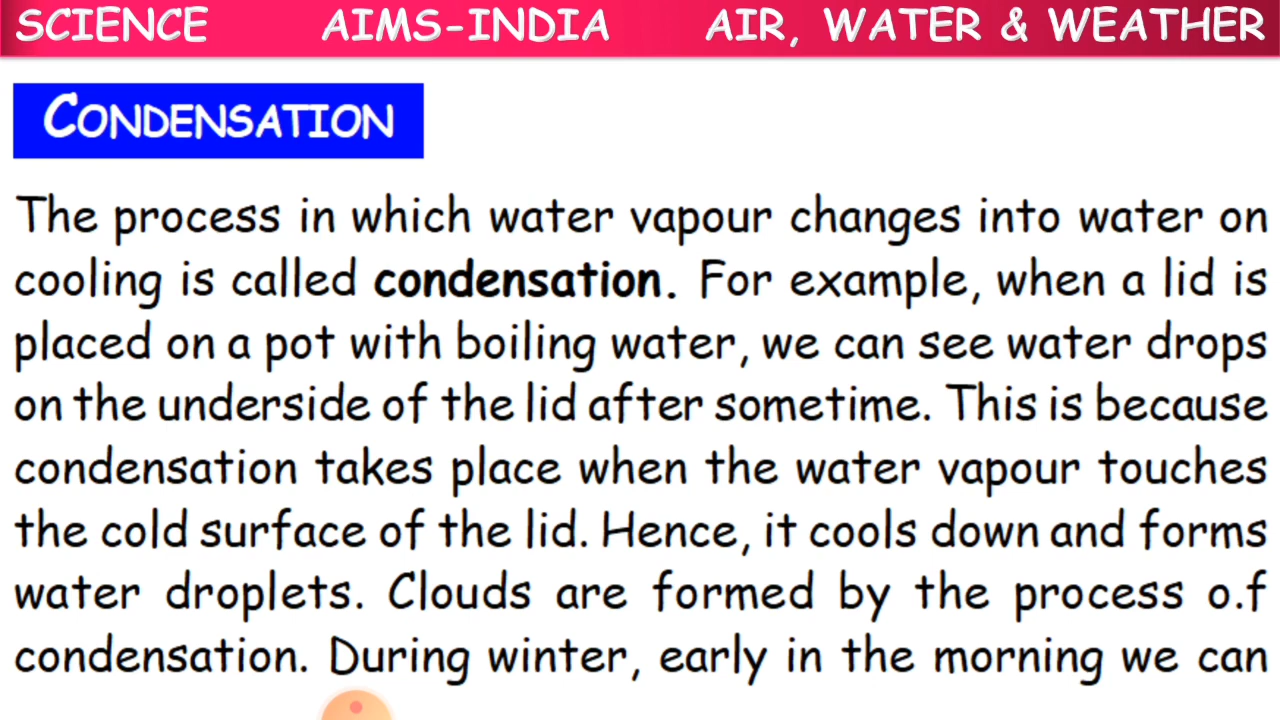 SCIENCE AIMS-INDIA AIR, WATER & WEATHER
CONDENSATION
The process in which water vapour changes into water on
cooling is called condensation. For example, when a lid is
placed on a pot with boiling water, we can see water drops
on the underside of the lid after sometime. This is because
condensation takes place when the water vapour touches
the cold surface of the lid. Hence, it cools down and forms
water droplets. Clouds are formed by the process o.f
condensation. During winter, early in the morning we can